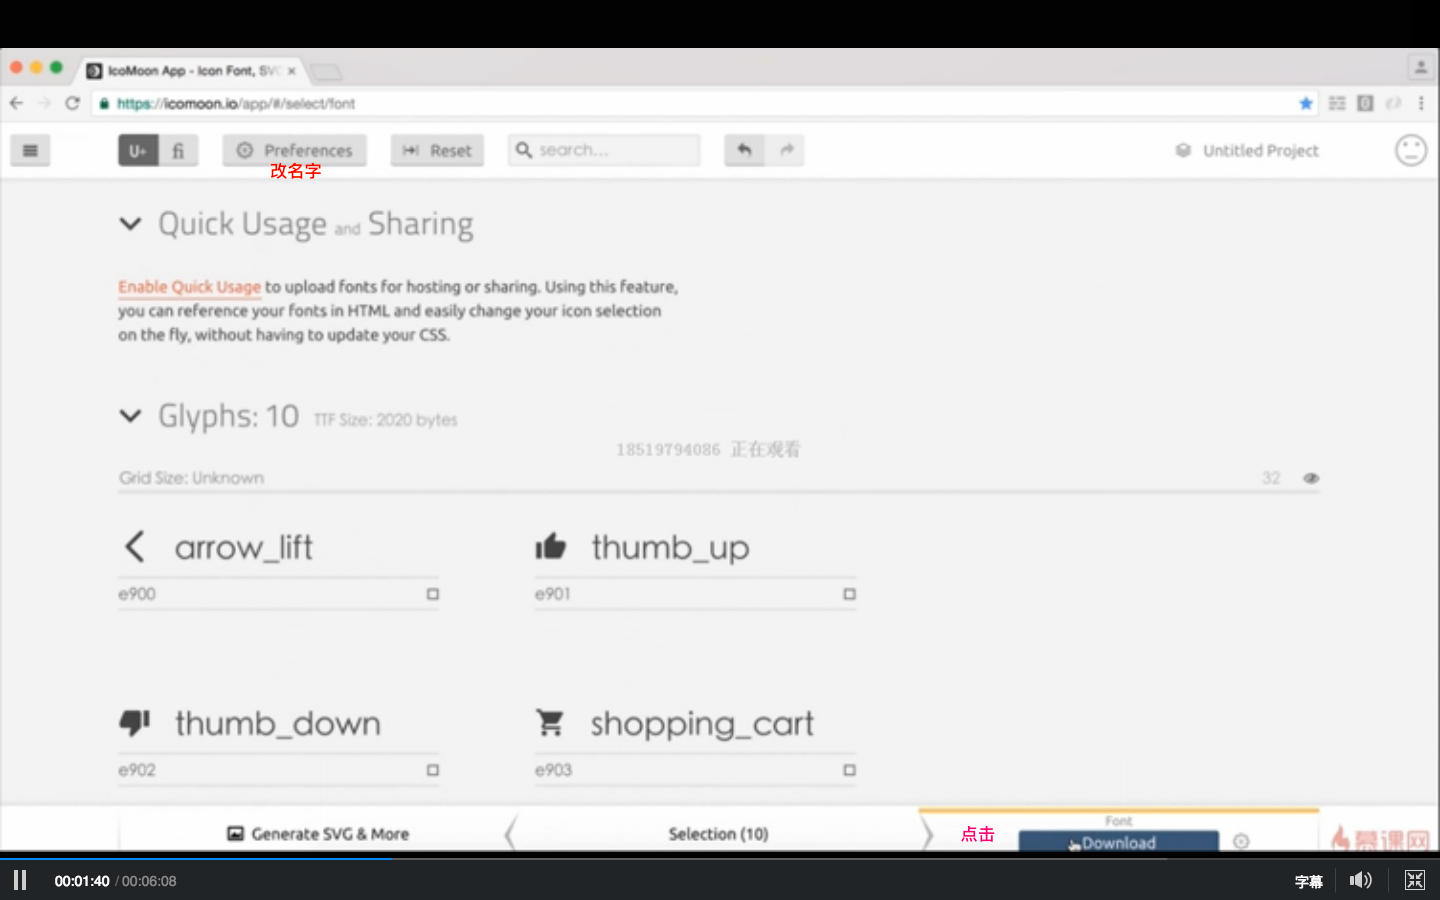 IcoMoon App - Icon Font, SVG
https://icomoon.io/app/#/select/font
U+ fi Preferences Reset search... Untitled Project
改名字
Quick Usage and Sharing
Enable Quick Usage to upload fonts for hosting or sharing. Using this feature,
you can reference your fonts in HTML and easily change your icon selection
on the fly, without having to update your CSS.
Glyphs: 10 TTF Size: 2020 bytes
18519794086 正在观看
Grid Size: Unknown 32
arrow_lift thumb_up
e900 e901
thumb_down shopping_cart
e902 e903
Font
Generate SVG & More Selection (10) 点击 Download
慕课网
00:01:40 / 00:06:08 字幕